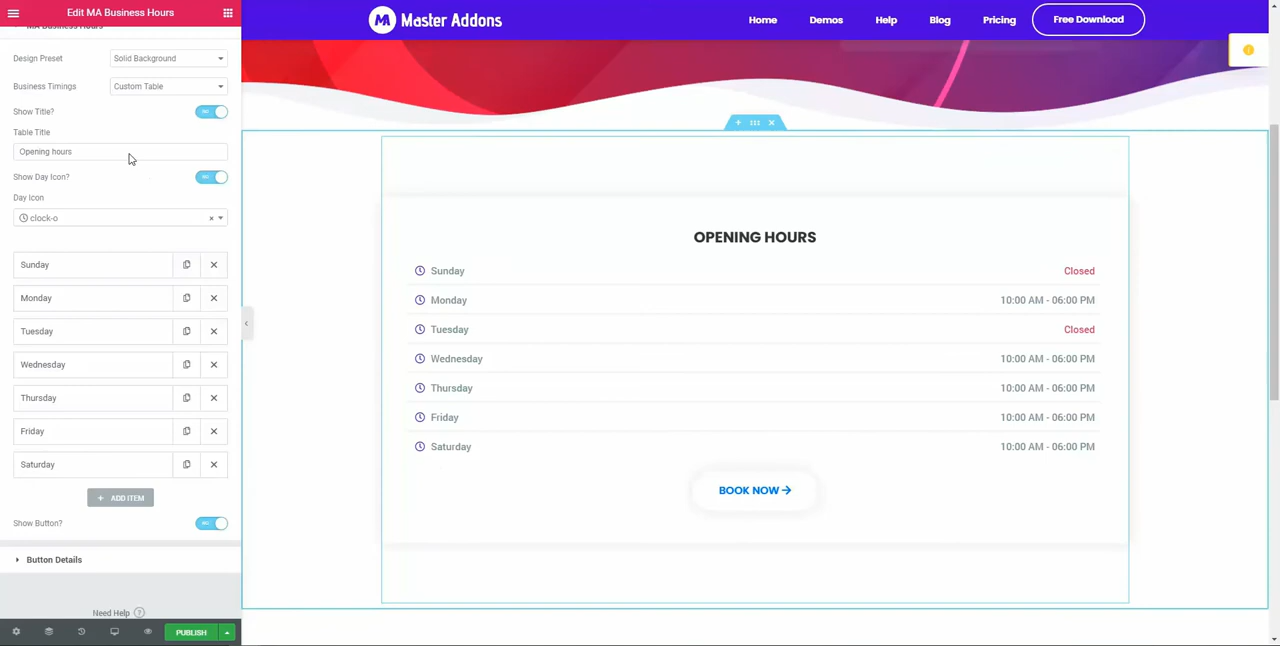 Edit MA Business Hours
Master Addons
Home
Demos
Help
Blog
Pricing
Free Download
MA Business Hours
Design Preset
Solid Background
Business Timings
Custom Table
Show Title?
Table Title
Opening hours
Show Day Icon?
Day Icon
clock-o
Sunday
Monday
Tuesday
Wednesday
Thursday
Friday
Saturday
+ ADD ITEM
Show Button?
Button Details
Need Help ?
PUBLISH
OPENING HOURS
Sunday Closed
Monday 10:00 AM - 06:00 PM
Tuesday Closed
Wednesday 10:00 AM - 06:00 PM
Thursday 10:00 AM - 06:00 PM
Friday 10:00 AM - 06:00 PM
Saturday 10:00 AM - 06:00 PM
BOOK NOW →